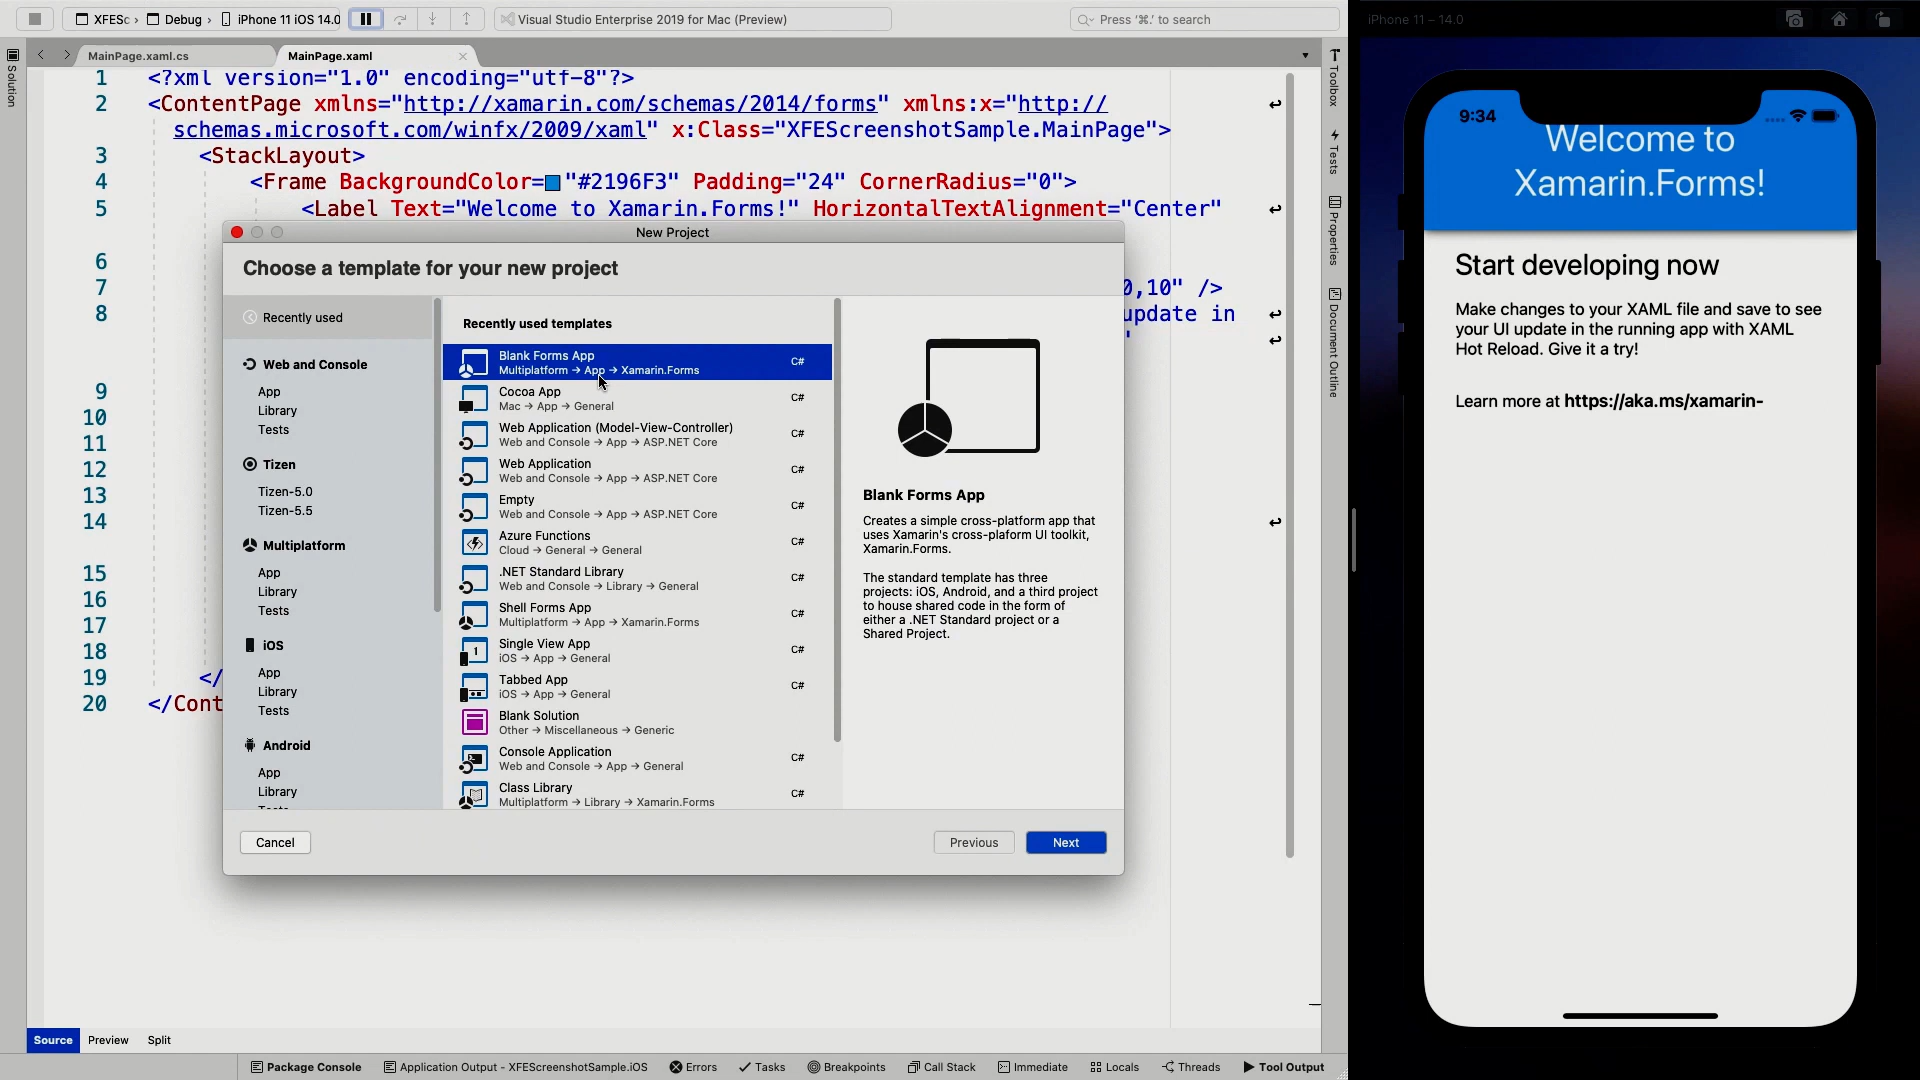 XFESc
Debug
iPhone 11 iOS 14.0
Visual Studio Enterprise 2019 for Mac (Preview)
Press '⌘.' to search
iPhone 11 – 14.0
Solution
MainPage.xaml.cs
MainPage.xaml
1 <?xml version="1.0" encoding="utf-8"?>
2 <ContentPage xmlns="http://xamarin.com/schemas/2014/forms" xmlns:x="http://
schemas.microsoft.com/winfx/2009/xaml" x:Class="XFEScreenshotSample.MainPage">
3 <StackLayout>
4 <Frame BackgroundColor="#2196F3" Padding="24" CornerRadius="0">
5 <Label Text="Welcome to Xamarin.Forms!" HorizontalTextAlignment="Center"
6
7 0,10" />
8 update in
9
10
11
12
13
14
15
16
17
18
19 </
20 </Cont
New Project
Choose a template for your new project
Recently used
Web and Console
App
Library
Tests
Tizen
Tizen-5.0
Tizen-5.5
Multiplatform
App
Library
Tests
iOS
App
Library
Tests
Android
App
Library
Tests
Recently used templates
Blank Forms App
Multiplatform → App → Xamarin.Forms
C#
Cocoa App
Mac → App → General
C#
Web Application (Model-View-Controller)
Web and Console → App → ASP.NET Core
C#
Web Application
Web and Console → App → ASP.NET Core
C#
Empty
Web and Console → App → ASP.NET Core
C#
Azure Functions
Cloud → General → General
C#
.NET Standard Library
Web and Console → Library → General
C#
Shell Forms App
Multiplatform → App → Xamarin.Forms
C#
1
Single View App
iOS → App → General
C#
Tabbed App
iOS → App → General
C#
Blank Solution
Other → Miscellaneous → Generic
Console Application
Web and Console → App → General
C#
Class Library
Multiplatform → Library → Xamarin.Forms
C#
Blank Forms App
Creates a simple cross-platform app that
uses Xamarin's cross-plaform UI toolkit,
Xamarin.Forms.
The standard template has three
projects: iOS, Android, and a third project
to house shared code in the form of
either a .NET Standard project or a
Shared Project.
Cancel
Previous
Next
Toolbox
Tests
Properties
Document Outline
Source
Preview
Split
Package Console
Application Output - XFEScreenshotSample.iOS
Errors
Tasks
Breakpoints
Call Stack
Immediate
Locals
Threads
Tool Output
9:34
Welcome to
Xamarin.Forms!
Start developing now
Make changes to your XAML file and save to see
your UI update in the running app with XAML
Hot Reload. Give it a try!
Learn more at https://aka.ms/xamarin-